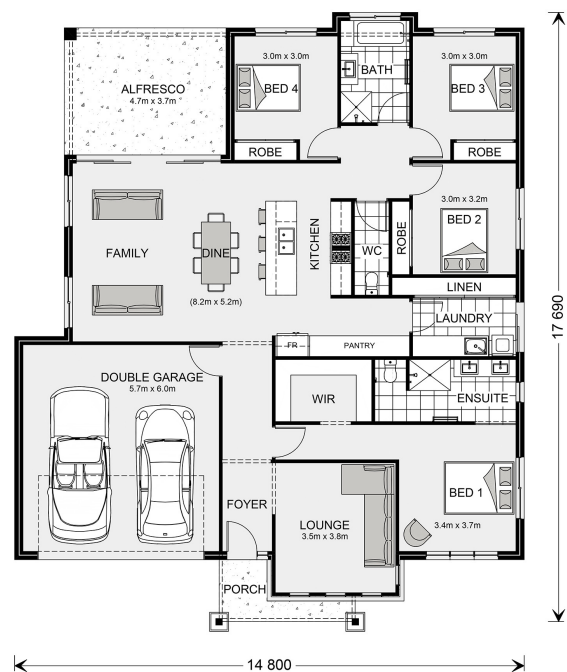 3.0m x 3.0m
BED 4
BATH
3.0m x 3.0m
BED 3
ALFRESCO
4.7m x 3.7m
ROBE
ROBE
3.0m x 3.2m
BED 2
ROBE
WC
KITCHEN
FAMILY
DINE
(8.2m x 5.2m)
LINEN
LAUNDRY
FR
PANTRY
17 690
DOUBLE GARAGE
5.7m x 6.0m
WIR
ENSUITE
BED 1
3.4m x 3.7m
FOYER
LOUNGE
3.5m x 3.8m
PORCH
14 800